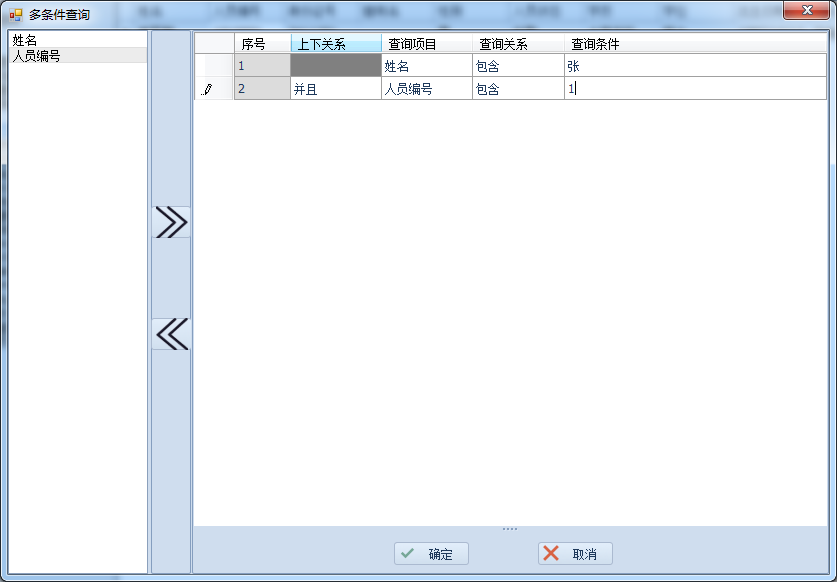 多条件查询
姓名
人员编号
序号 上下关系 查询项目 查询关系 查询条件
1 姓名 包含 张
2 并且 人员编号 包含 1
确定 取消